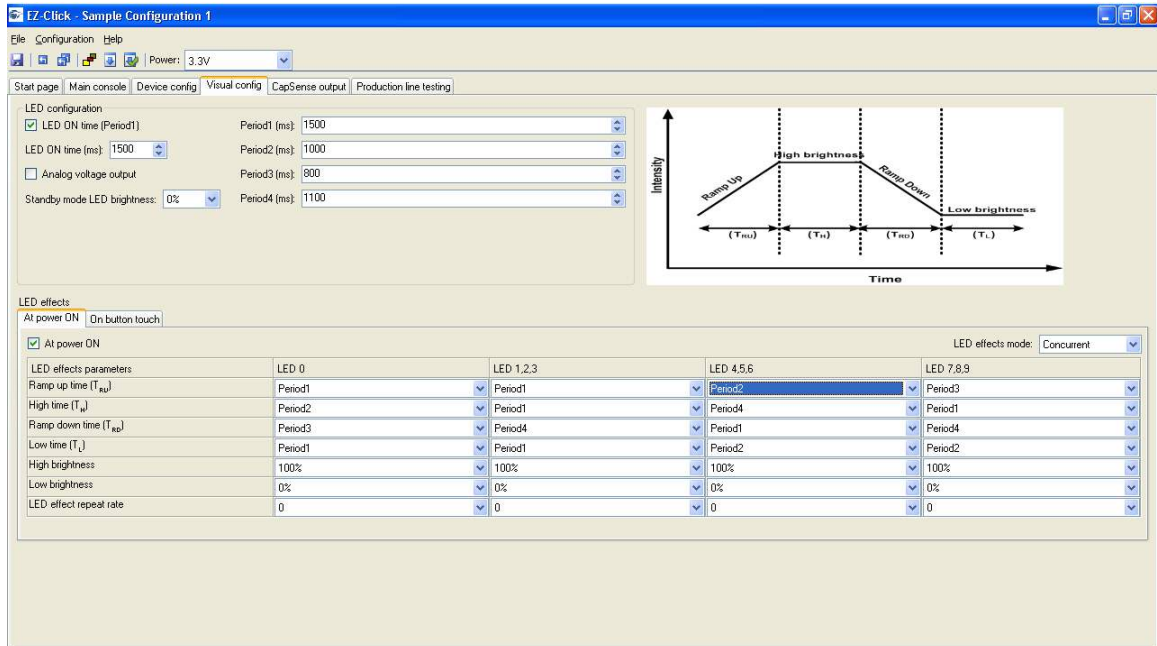 EZ-Click - Sample Configuration 1
File Configuration Help
Power: 3.3V
Start page Main console Device config Visual config CapSense output Production line testing
LED configuration
LED ON time (Period1) Period1 (ms): 1500
LED ON time (ms): 1500 Period2 (ms): 1000
Analog voltage output Period3 (ms): 800
Standby mode LED brightness: 0% Period4 (ms): 1100
Intensity
High brightness
Ramp Up
Ramp Down
Low brightness
(TRU) (TH) (TRD) (TL)
Time
LED effects
At power ON On button touch
At power ON LED effects mode: Concurrent
LED effects parameters LED 0 LED 1,2,3 LED 4,5,6 LED 7,8,9
Ramp up time (TRU) Period1 Period1 Period2 Period3
High time (TH) Period2 Period1 Period4 Period1
Ramp down time (TRD) Period3 Period4 Period1 Period4
Low time (TL) Period1 Period1 Period2 Period2
High brightness 100% 100% 100% 100%
Low brightness 0% 0% 0% 0%
LED effect repeat rate 0 0 0 0